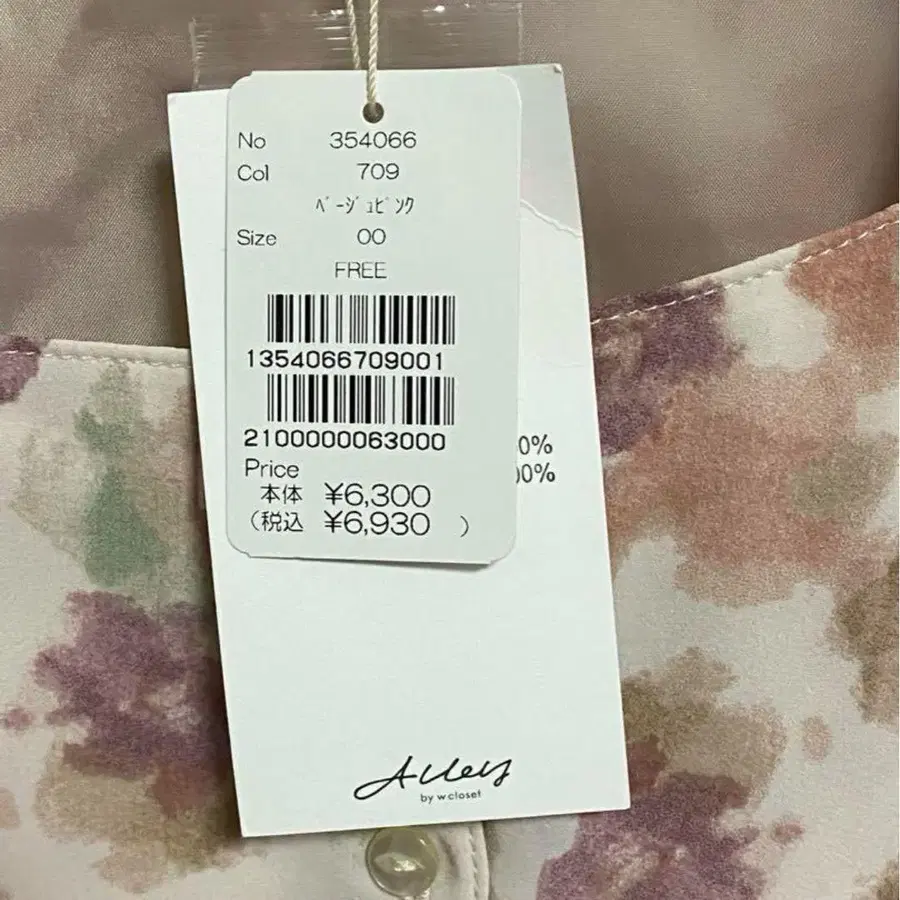 No 354066
Col 709
ﾍﾞｰｼﾞｭﾋﾟﾝｸ
Size 00
FREE
1354066709001
2100000063000
0%
00%
Price
本体 ¥6,300
(税込 ¥6,930 )
Alley
by w closet